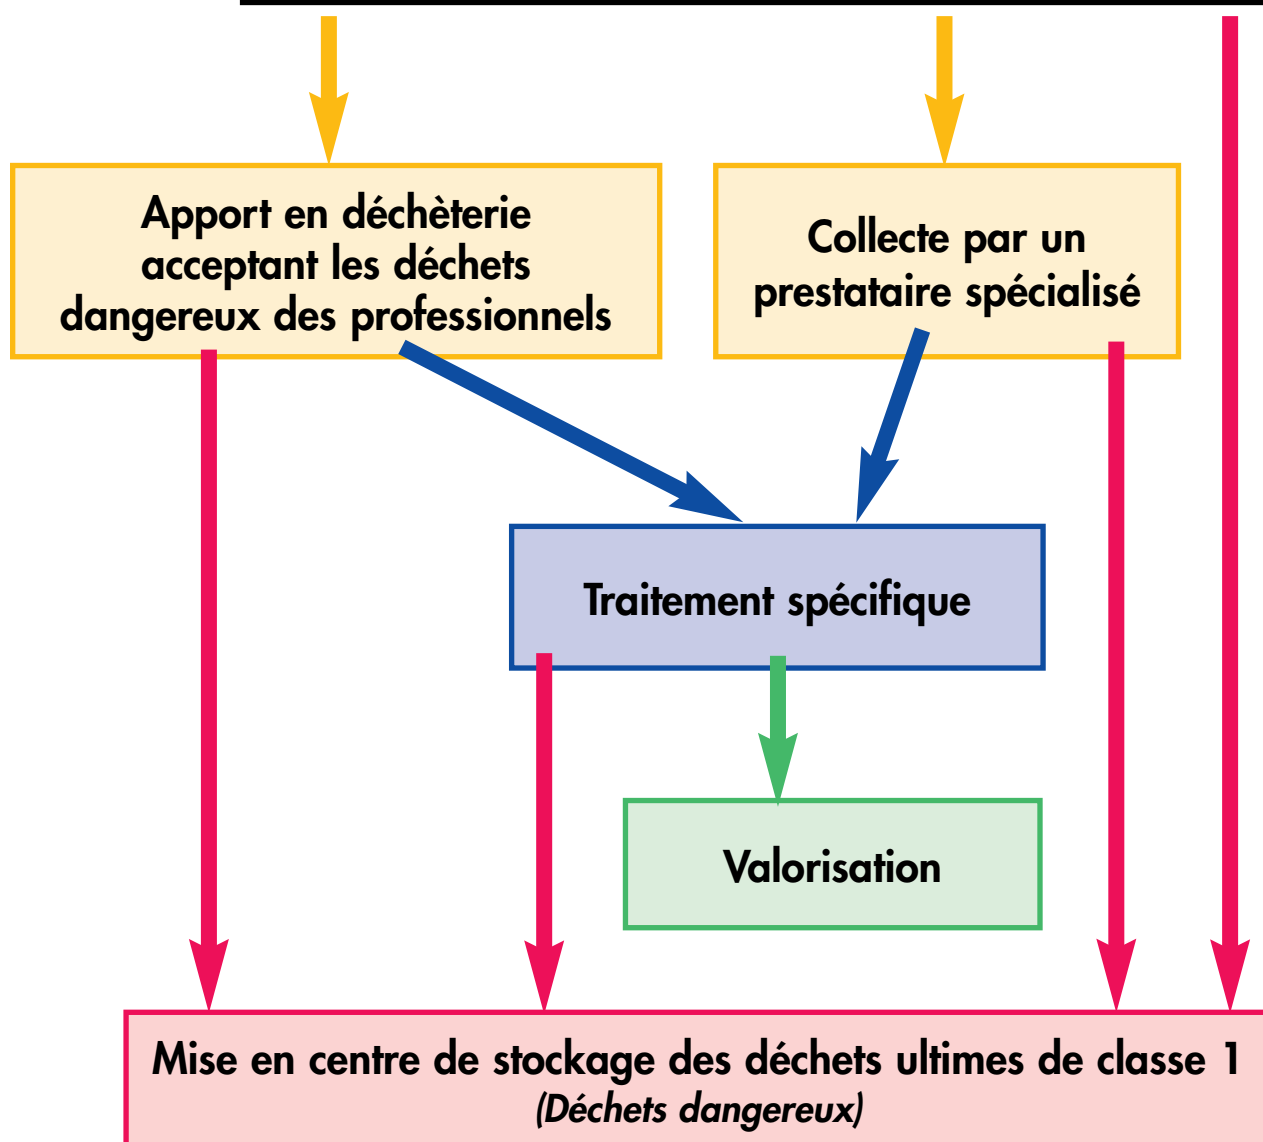 Apport en déchèterie
acceptant les déchets
dangereux des professionnels
Collecte par un
prestataire spécialisé
Traitement spécifique
Valorisation
Mise en centre de stockage des déchets ultimes de classe 1
(Déchets dangereux)